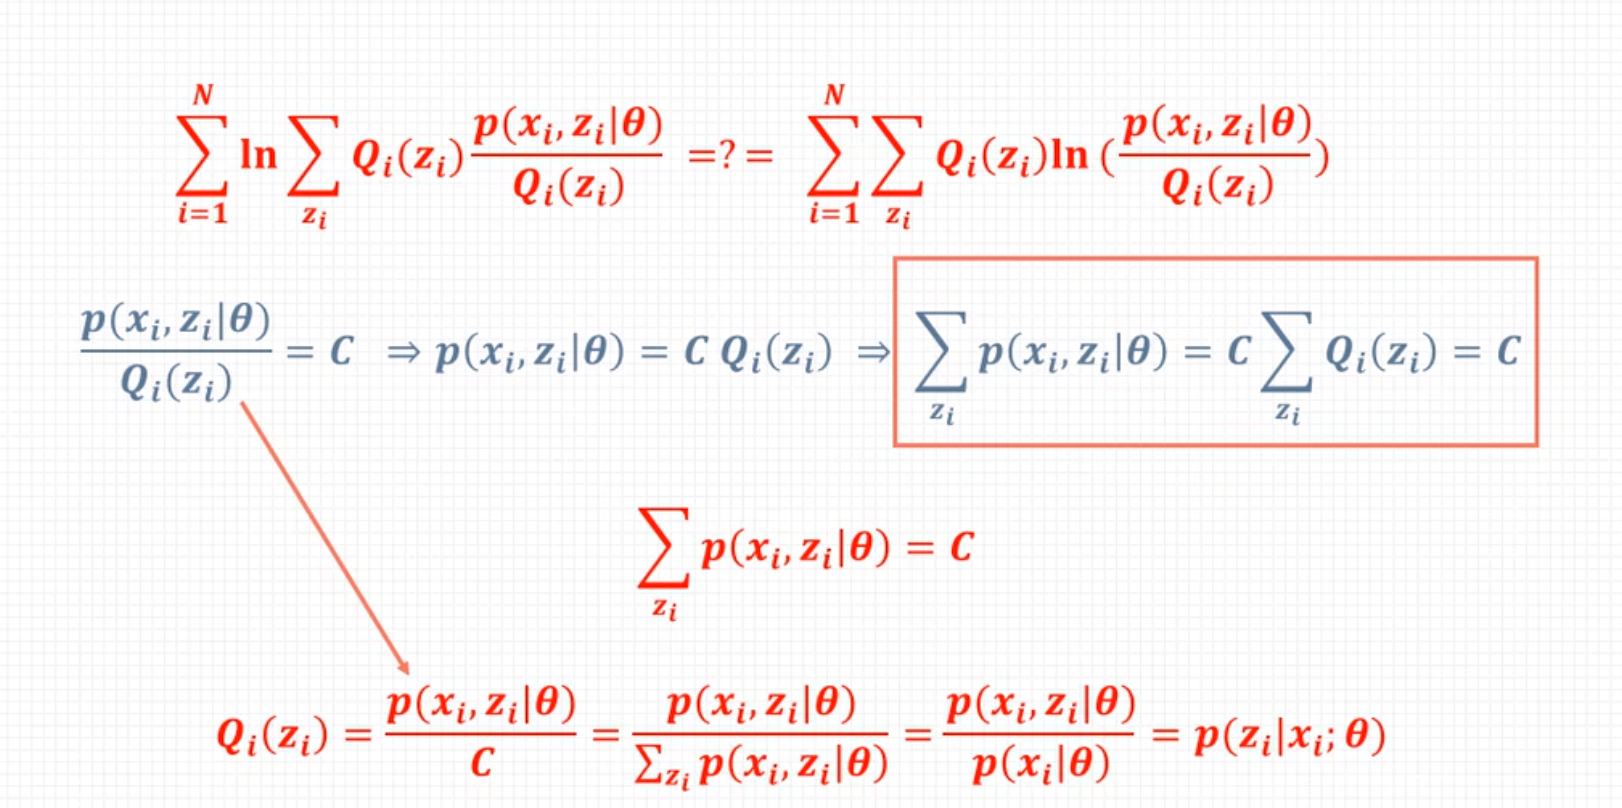 $\sum_{i=1}^{N} \ln \sum_{z_i} Q_i(z_i) \frac{p(x_i, z_i|\theta)}{Q_i(z_i)} =?= \sum_{i=1}^{N} \sum_{z_i} Q_i(z_i) \ln (\frac{p(x_i, z_i|\theta)}{Q_i(z_i)})$
$\frac{p(x_i, z_i|\theta)}{Q_i(z_i)} = C \Rightarrow p(x_i, z_i|\theta) = C \, Q_i(z_i) \Rightarrow \sum_{z_i} p(x_i, z_i|\theta) = C \sum_{z_i} Q_i(z_i) = C$
$\sum_{z_i} p(x_i, z_i|\theta) = C$
$Q_i(z_i) = \frac{p(x_i, z_i|\theta)}{C} = \frac{p(x_i, z_i|\theta)}{\sum_{z_i} p(x_i, z_i|\theta)} = \frac{p(x_i, z_i|\theta)}{p(x_i|\theta)} = p(z_i|x_i; \theta)$